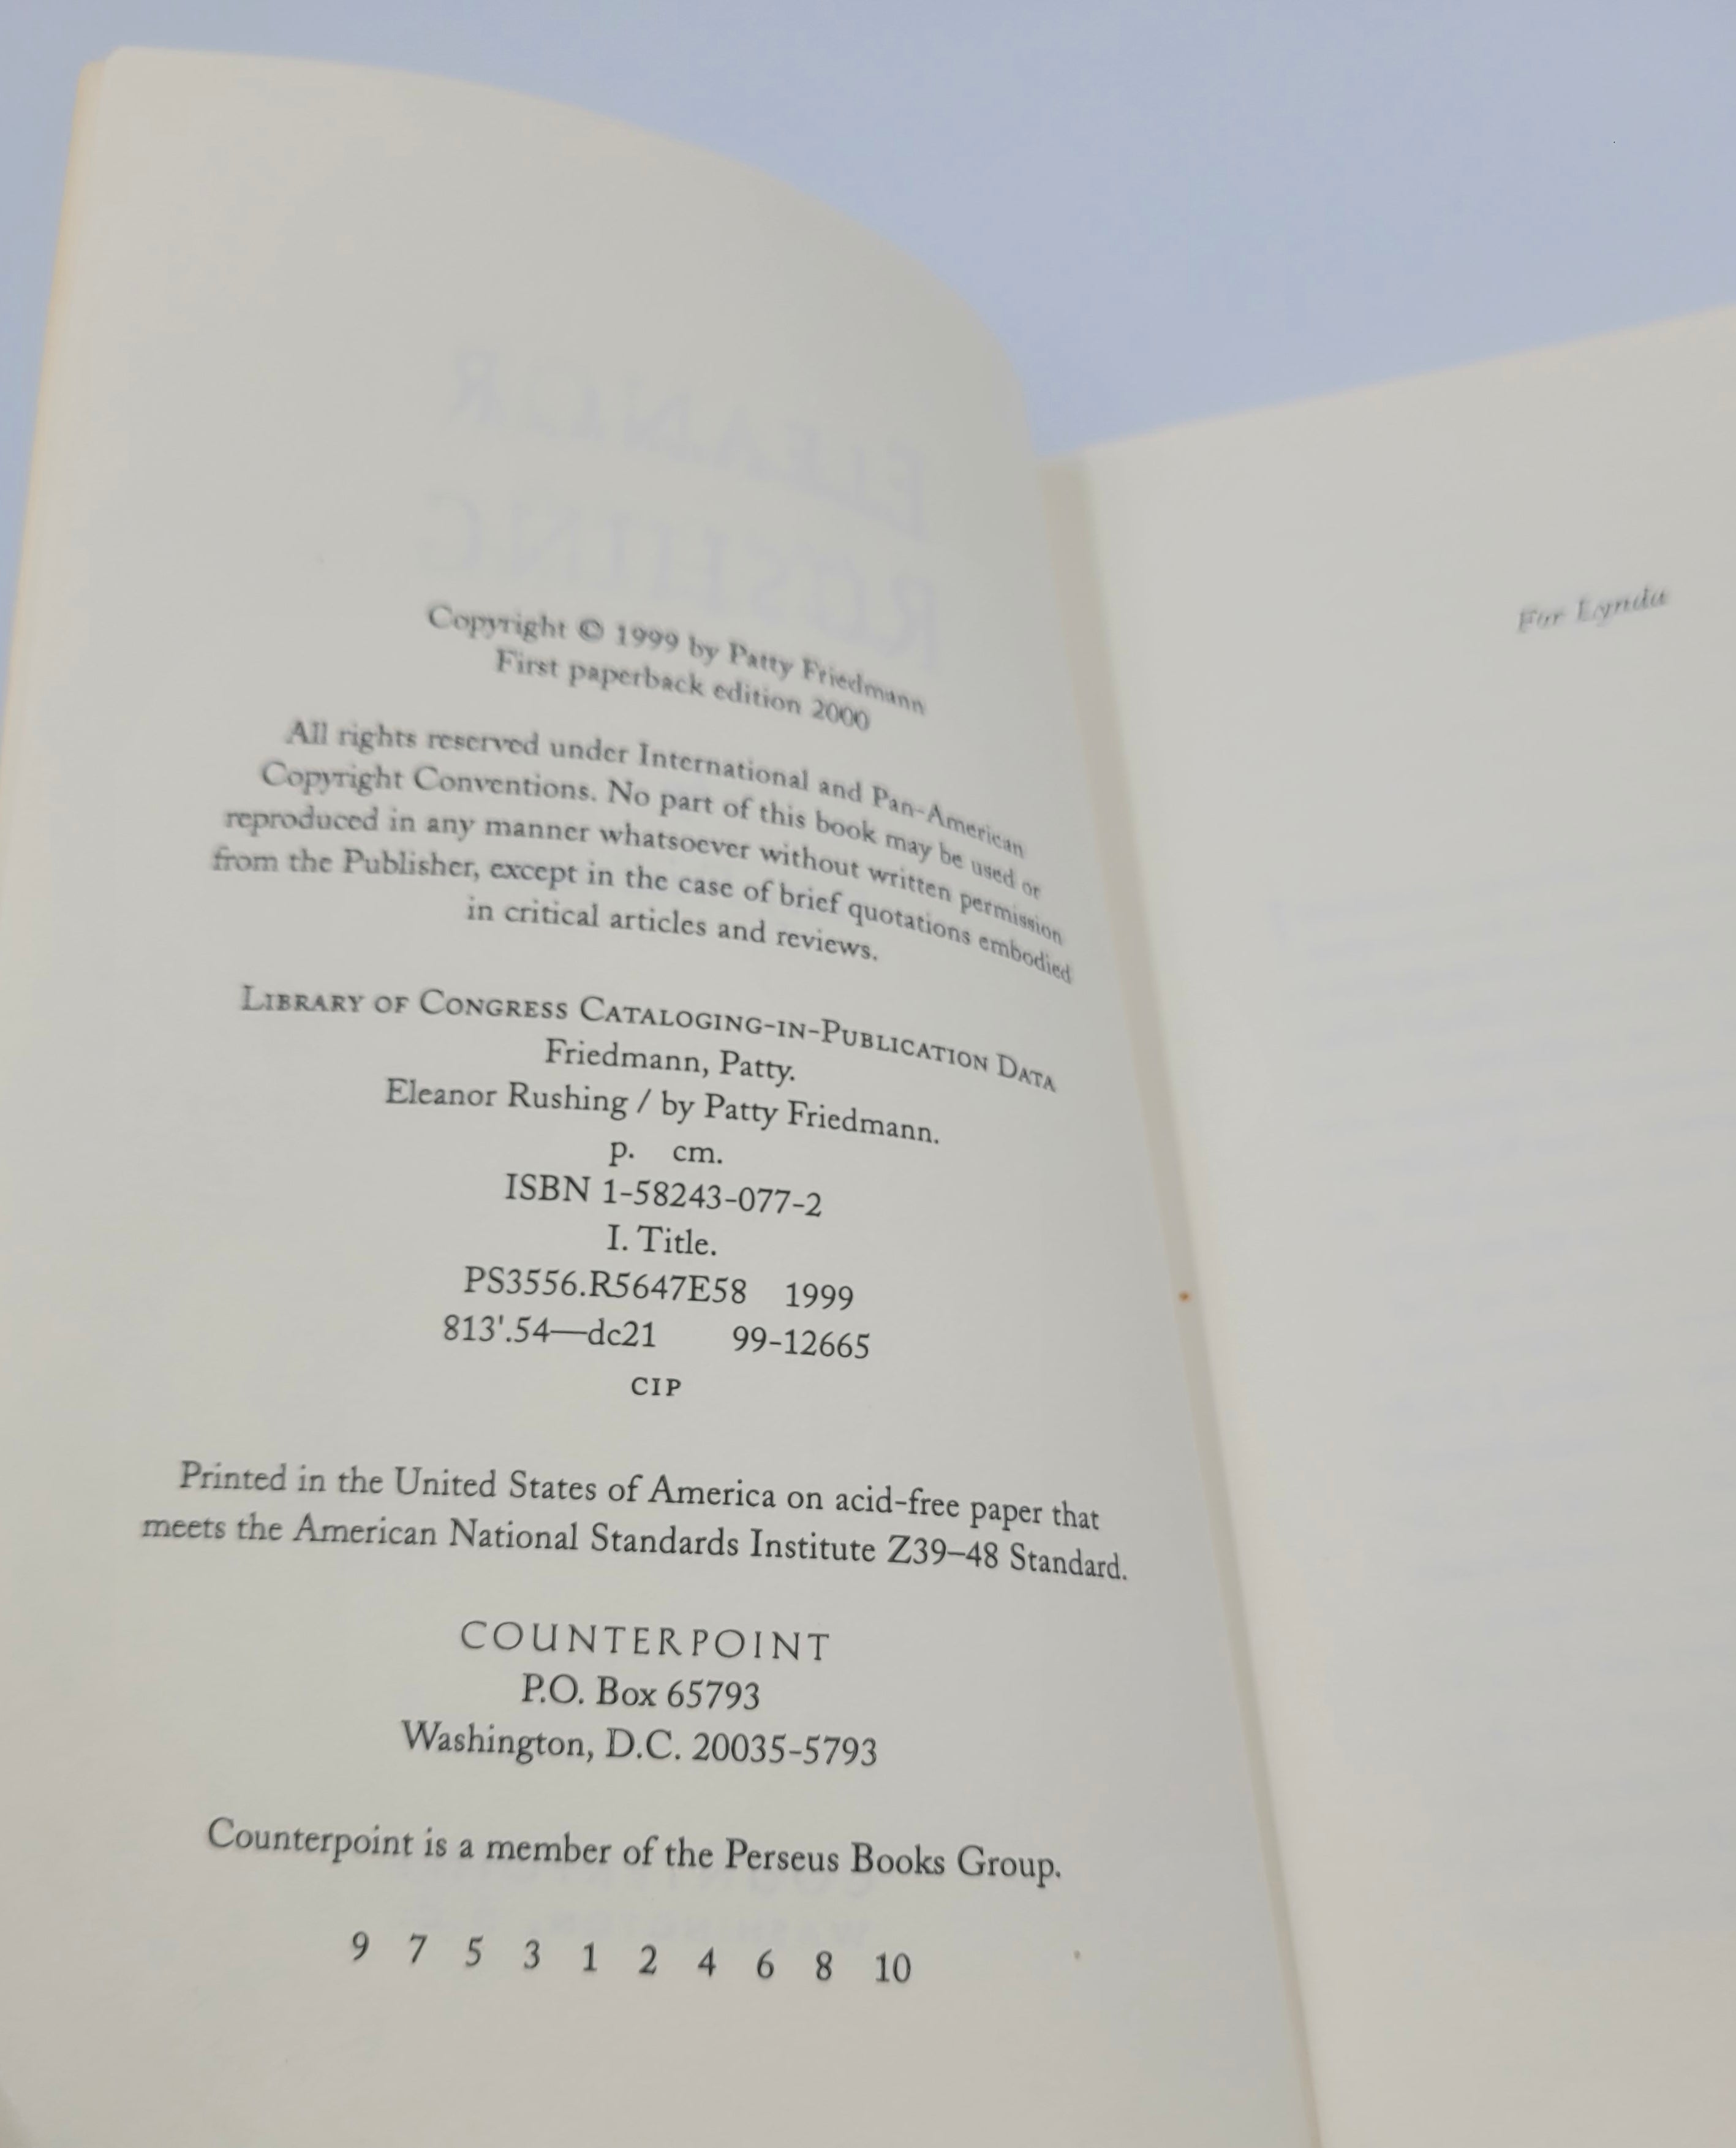 ELEANOR
RUSHING
Copyright © 1999 by Patty Friedmann
First paperback edition 2000
All rights reserved under International and Pan-American
Copyright Conventions. No part of this book may be used or
reproduced in any manner whatsoever without written permission
from the Publisher, except in the case of brief quotations embodied
in critical articles and reviews.
LIBRARY OF CONGRESS CATALOGING-IN-PUBLICATION DATA
Friedmann, Patty.
Eleanor Rushing / by Patty Friedmann.
p. cm.
ISBN 1-58243-077-2
I. Title.
PS3556.R5647E58 1999
813'.54—dc21 99-12665
CIP
Printed in the United States of America on acid-free paper that
meets the American National Standards Institute Z39–48 Standard.
COUNTERPOINT
P.O. Box 65793
Washington, D.C. 20035-5793
Counterpoint is a member of the Perseus Books Group.
9 7 5 3 1 2 4 6 8 10
For Lynda